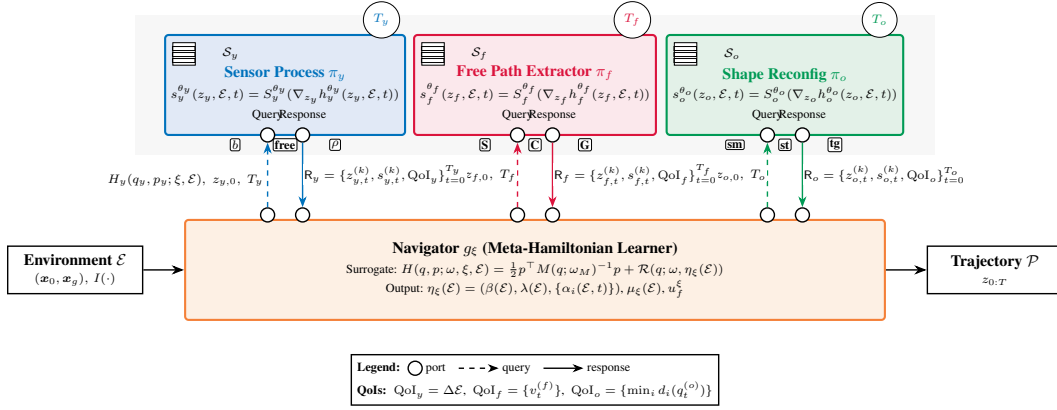 T_y
T_f
T_o
S_y
Sensor Process π_y
s_y^{θ_y}(z_y, ℰ, t) = S_y^{θ_y}(∇_{z_y} h_y^{θ_y}(z_y, ℰ, t))
Query Response
S_f
Free Path Extractor π_f
s_f^{θ_f}(z_f, ℰ, t) = S_f^{θ_f}(∇_{z_f} h_f^{θ_f}(z_f, ℰ, t))
Query Response
S_o
Shape Reconfig π_o
s_o^{θ_o}(z_o, ℰ, t) = S_o^{θ_o}(∇_{z_o} h_o^{θ_o}(z_o, ℰ, t))
Query Response
b free ρ
S C G
sm st tg
H_y(q_y, p_y; ξ, ℰ), z_{y,0}, T_y
R_y = {z_{y,t}^{(k)}, s_{y,t}^{(k)}, QoI_y}_{t=0}^{T_y}
z_{f,0}, T_f
R_f = {z_{f,t}^{(k)}, s_{f,t}^{(k)}, QoI_f}_{t=0}^{T_f}
z_{o,0}, T_o
R_o = {z_{o,t}^{(k)}, s_{o,t}^{(k)}, QoI_o}_{t=0}^{T_o}
Environment ℰ
(x_0, x_g), I(·)
Navigator g_ξ (Meta-Hamiltonian Learner)
Surrogate: H(q, p; ω, ξ, ℰ) = ½p^⊤M(q; ω_M)^{−1}p + ℛ(q; ω, η_ξ(ℰ))
Output: η_ξ(ℰ) = (β(ℰ), λ(ℰ), {α_i(ℰ, t)}), μ_ξ(ℰ), u_f^ξ
Trajectory 𝒫
z_{0:T}
Legend: port query response
QoIs: QoI_y = Δℰ, QoI_f = {v_t^{(f)}}, QoI_o = {min_i d_i(q_t^{(o)})}